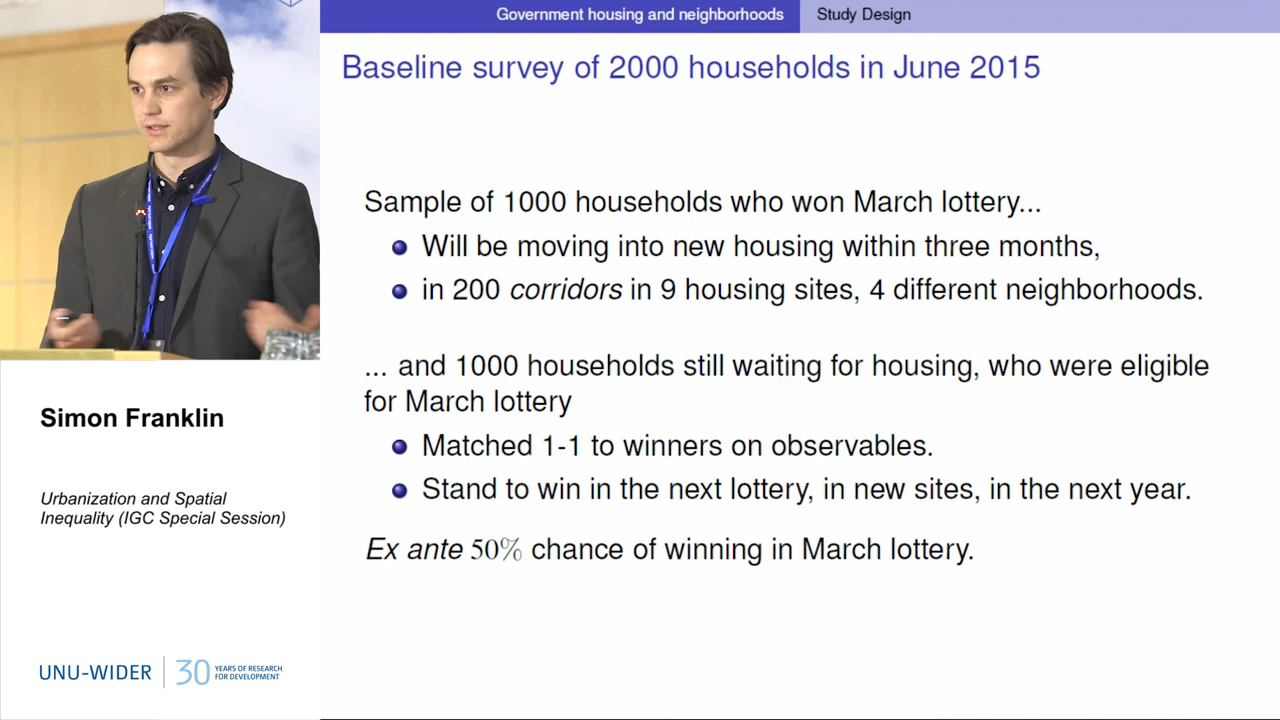 Government housing and neighborhoods
Study Design
Baseline survey of 2000 households in June 2015
Sample of 1000 households who won March lottery...
Will be moving into new housing within three months,
in 200 corridors in 9 housing sites, 4 different neighborhoods.
... and 1000 households still waiting for housing, who were eligible
for March lottery
Matched 1-1 to winners on observables.
Stand to win in the next lottery, in new sites, in the next year.
Ex ante 50% chance of winning in March lottery.
Simon Franklin
Urbanization and Spatial
Inequality (IGC Special Session)
UNU-WIDER
30
YEARS OF RESEARCH
FOR DEVELOPMENT